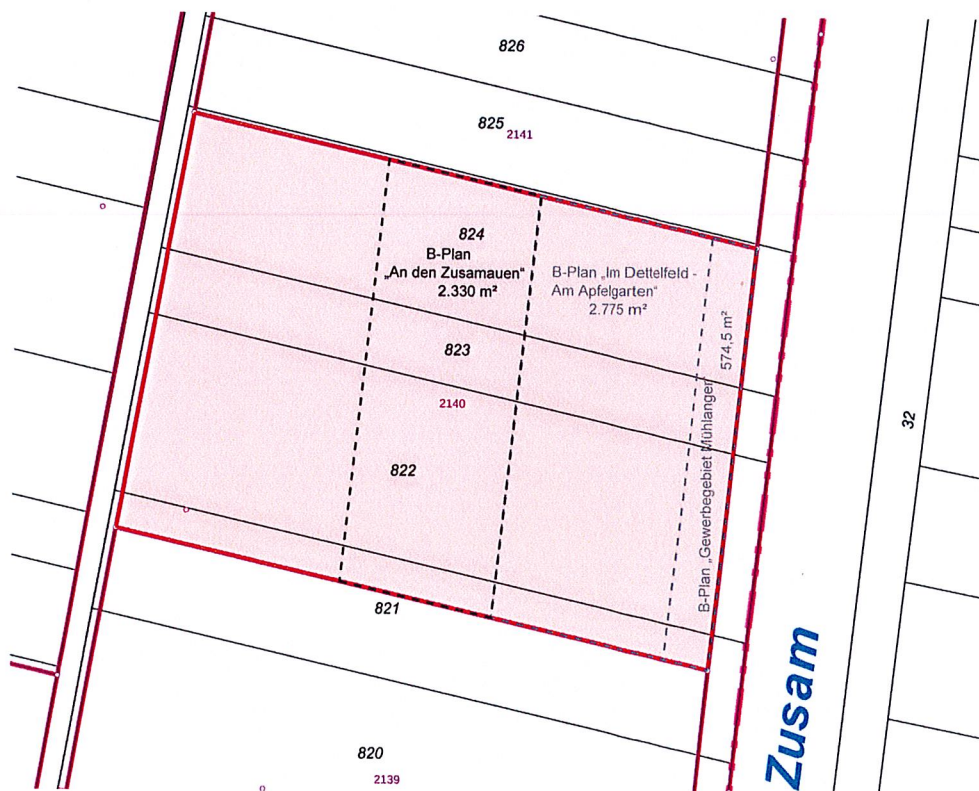 826
825
2141
824
B-Plan
„An den Zusamauen"
2.330 m²
B-Plan „Im Dettelfeld -
Am Apfelgarten"
2.775 m²
B-Plan „Gewerbegebiet Mühlanger"
574,5 m²
823
2140
822
821
820
2139
32
Zusam